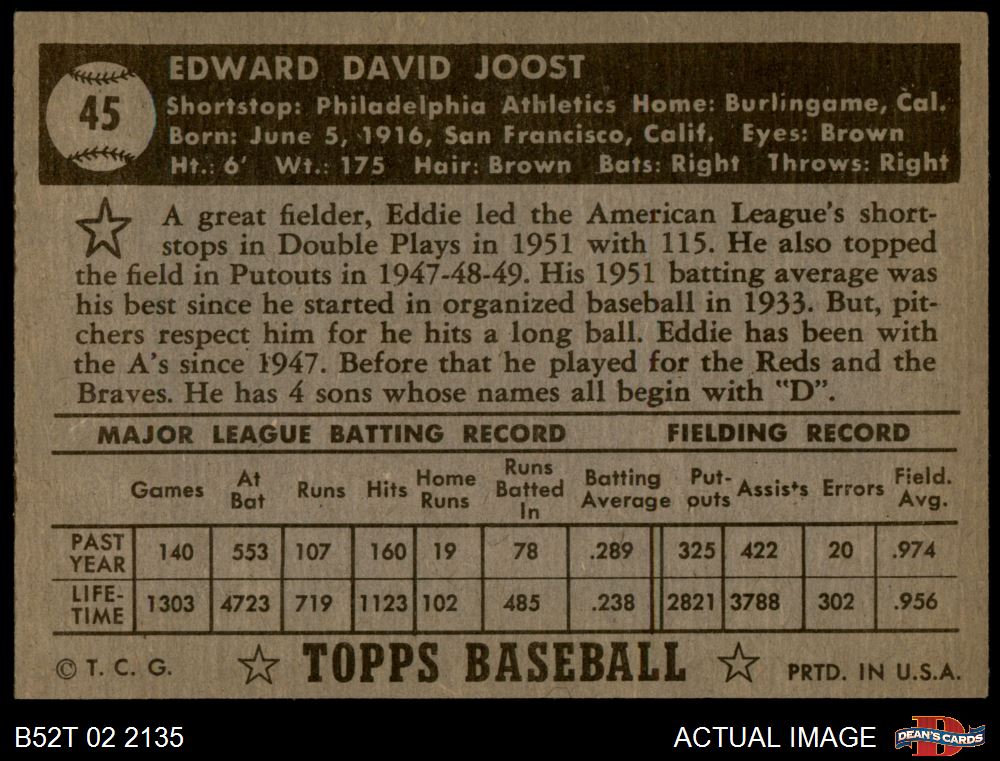 45
EDWARD DAVID JOOST
Shortstop: Philadelphia Athletics Home: Burlingame, Cal.
Born: June 5, 1916, San Francisco, Calif. Eyes: Brown
Ht.: 6' Wt.: 175 Hair: Brown Bats: Right Throws: Right
A great fielder, Eddie led the American League's short-
stops in Double Plays in 1951 with 115. He also topped
the field in Putouts in 1947-48-49. His 1951 batting average was
his best since he started in organized baseball in 1933. But, pit-
chers respect him for he hits a long ball. Eddie has been with
the A's since 1947. Before that he played for the Reds and the
Braves. He has 4 sons whose names all begin with "D".
MAJOR LEAGUE BATTING RECORD FIELDING RECORD
Games At Bat Runs Hits Home Runs Runs Batted In Batting Average Put-outs Assists Errors Field. Avg.
PAST YEAR 140 553 107 160 19 78 .289 325 422 20 .974
LIFE-TIME 1303 4723 719 1123 102 485 .238 2821 3788 302 .956
© T. C. G. TOPPS BASEBALL PRTD. IN U.S.A.
B52T 02 2135 ACTUAL IMAGE DEAN'S CARDS